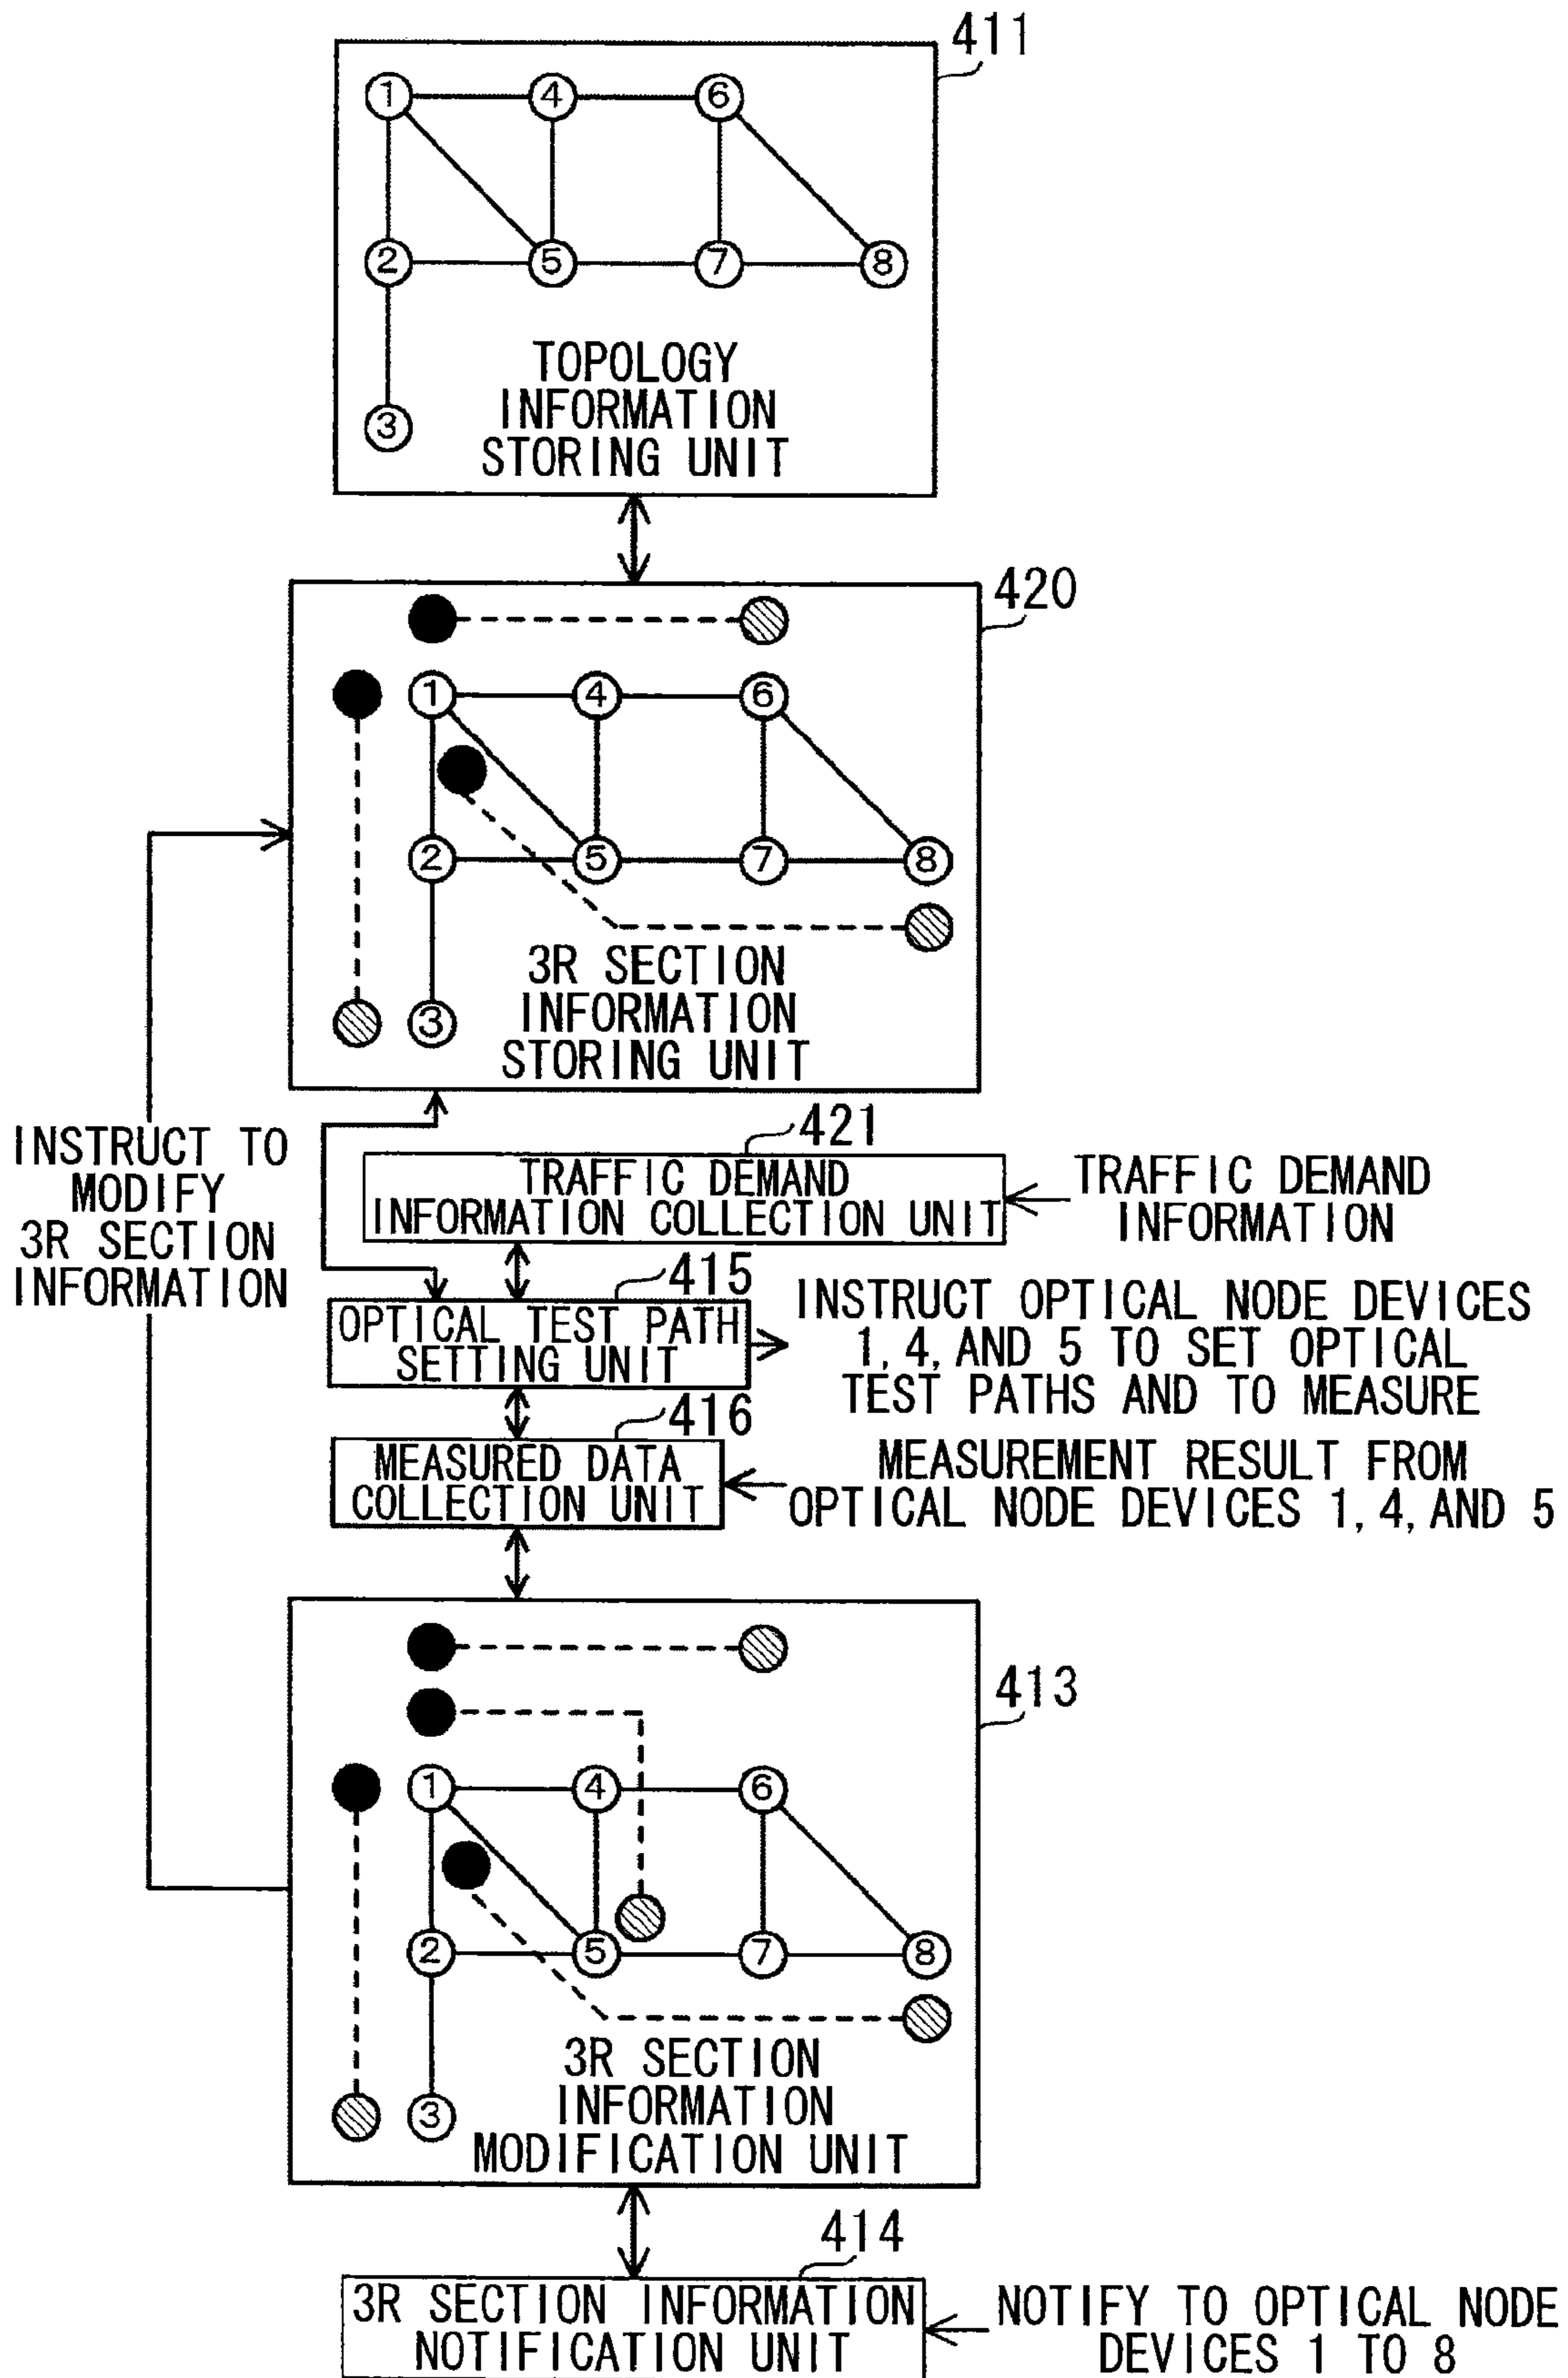 411
1 4 6
2 5 7 8
3
TOPOLOGY
INFORMATION
STORING UNIT
420
1 4 6
2 5 7 8
3
3R SECTION
INFORMATION
STORING UNIT
INSTRUCT TO
MODIFY
3R SECTION
INFORMATION
421
TRAFFIC DEMAND
INFORMATION COLLECTION UNIT
TRAFFIC DEMAND
INFORMATION
415
OPTICAL TEST PATH
SETTING UNIT
INSTRUCT OPTICAL NODE DEVICES
1, 4, AND 5 TO SET OPTICAL
TEST PATHS AND TO MEASURE
416
MEASURED DATA
COLLECTION UNIT
MEASUREMENT RESULT FROM
OPTICAL NODE DEVICES 1, 4, AND 5
413
1 4 6
2 5 7 8
3
3R SECTION
INFORMATION
MODIFICATION UNIT
414
3R SECTION INFORMATION
NOTIFICATION UNIT
NOTIFY TO OPTICAL NODE
DEVICES 1 TO 8